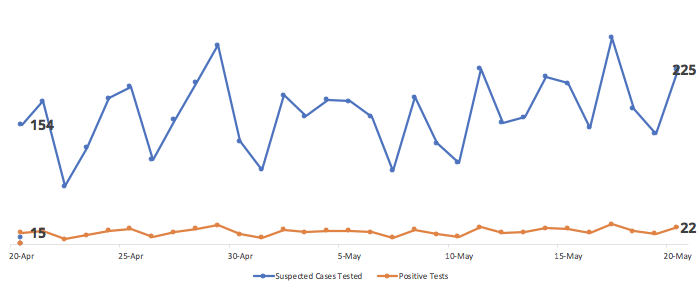 225
154
15
22
20-Apr 25-Apr 30-Apr 5-May 10-May 15-May 20-May
Suspected Cases Tested Positive Tests